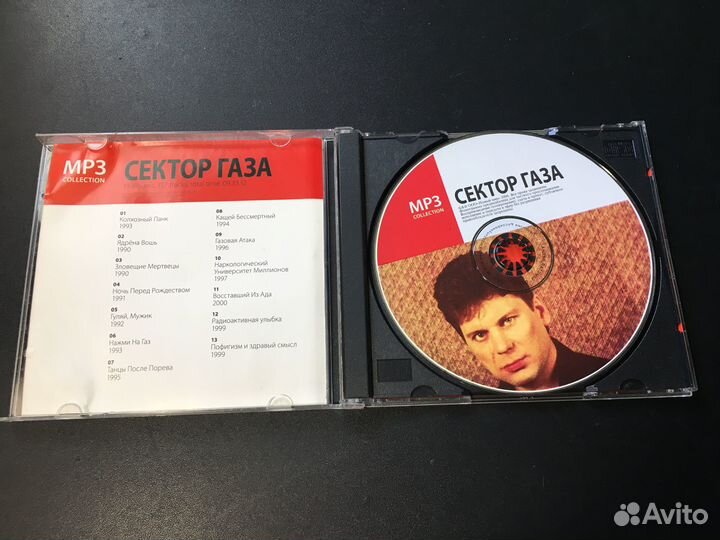 MP3
COLLECTION
СЕКТОР ГАЗА
01
Колхозный Панк
1993
02
Ядрёна Вошь
1990
03
Зловещие Мертвецы
1990
04
Ночь Перед Рождеством
1991
05
Гуляй, Мужик
1992
06
Нажми На Газ
1993
07
Танцы После Порева
1995
08
Кащей Бессмертный
1994
09
Газовая Атака
1996
10
Наркологический
Университет Миллионов
1997
11
Восставший Из Ада
2000
12
Радиоактивная улыбка
1999
13
Пофигизм и здравый смысл
1999
MP3
COLLECTION
СЕКТОР ГАЗА
Avito